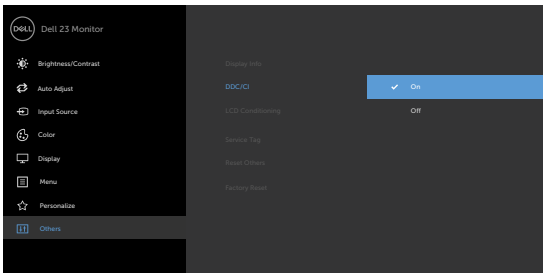 DELL Dell 23 Monitor
Brightness/Contrast
Auto Adjust
Input Source
Color
Display
Menu
Personalize
Others
Display Info
DDC/CI
LCD Conditioning
Service Tag
Reset Others
Factory Reset
On
Off